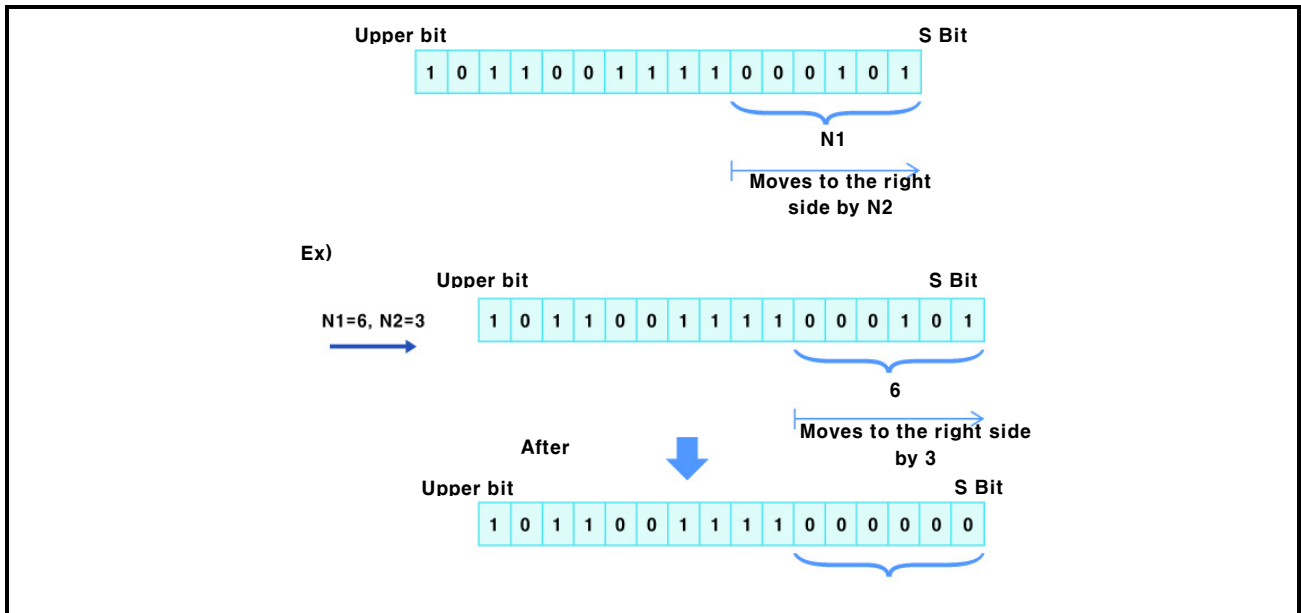 Upper bit S Bit
1 0 1 1 0 0 1 1 1 1 0 0 0 1 0 1
N1
Moves to the right
side by N2
Ex)
Upper bit S Bit
N1=6, N2=3 1 0 1 1 0 0 1 1 1 1 0 0 0 1 0 1
6
Moves to the right side
by 3
After
Upper bit S Bit
1 0 1 1 0 0 1 1 1 1 0 0 0 0 0 0